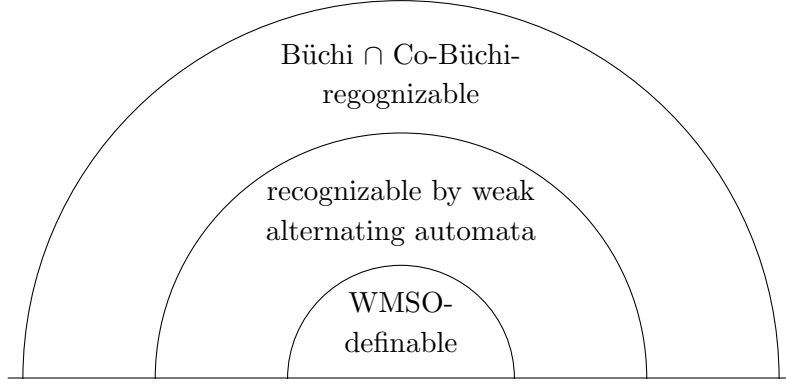 Büchi ∩ Co-Büchi-
regognizable
recognizable by weak
alternating automata
WMSO-
definable